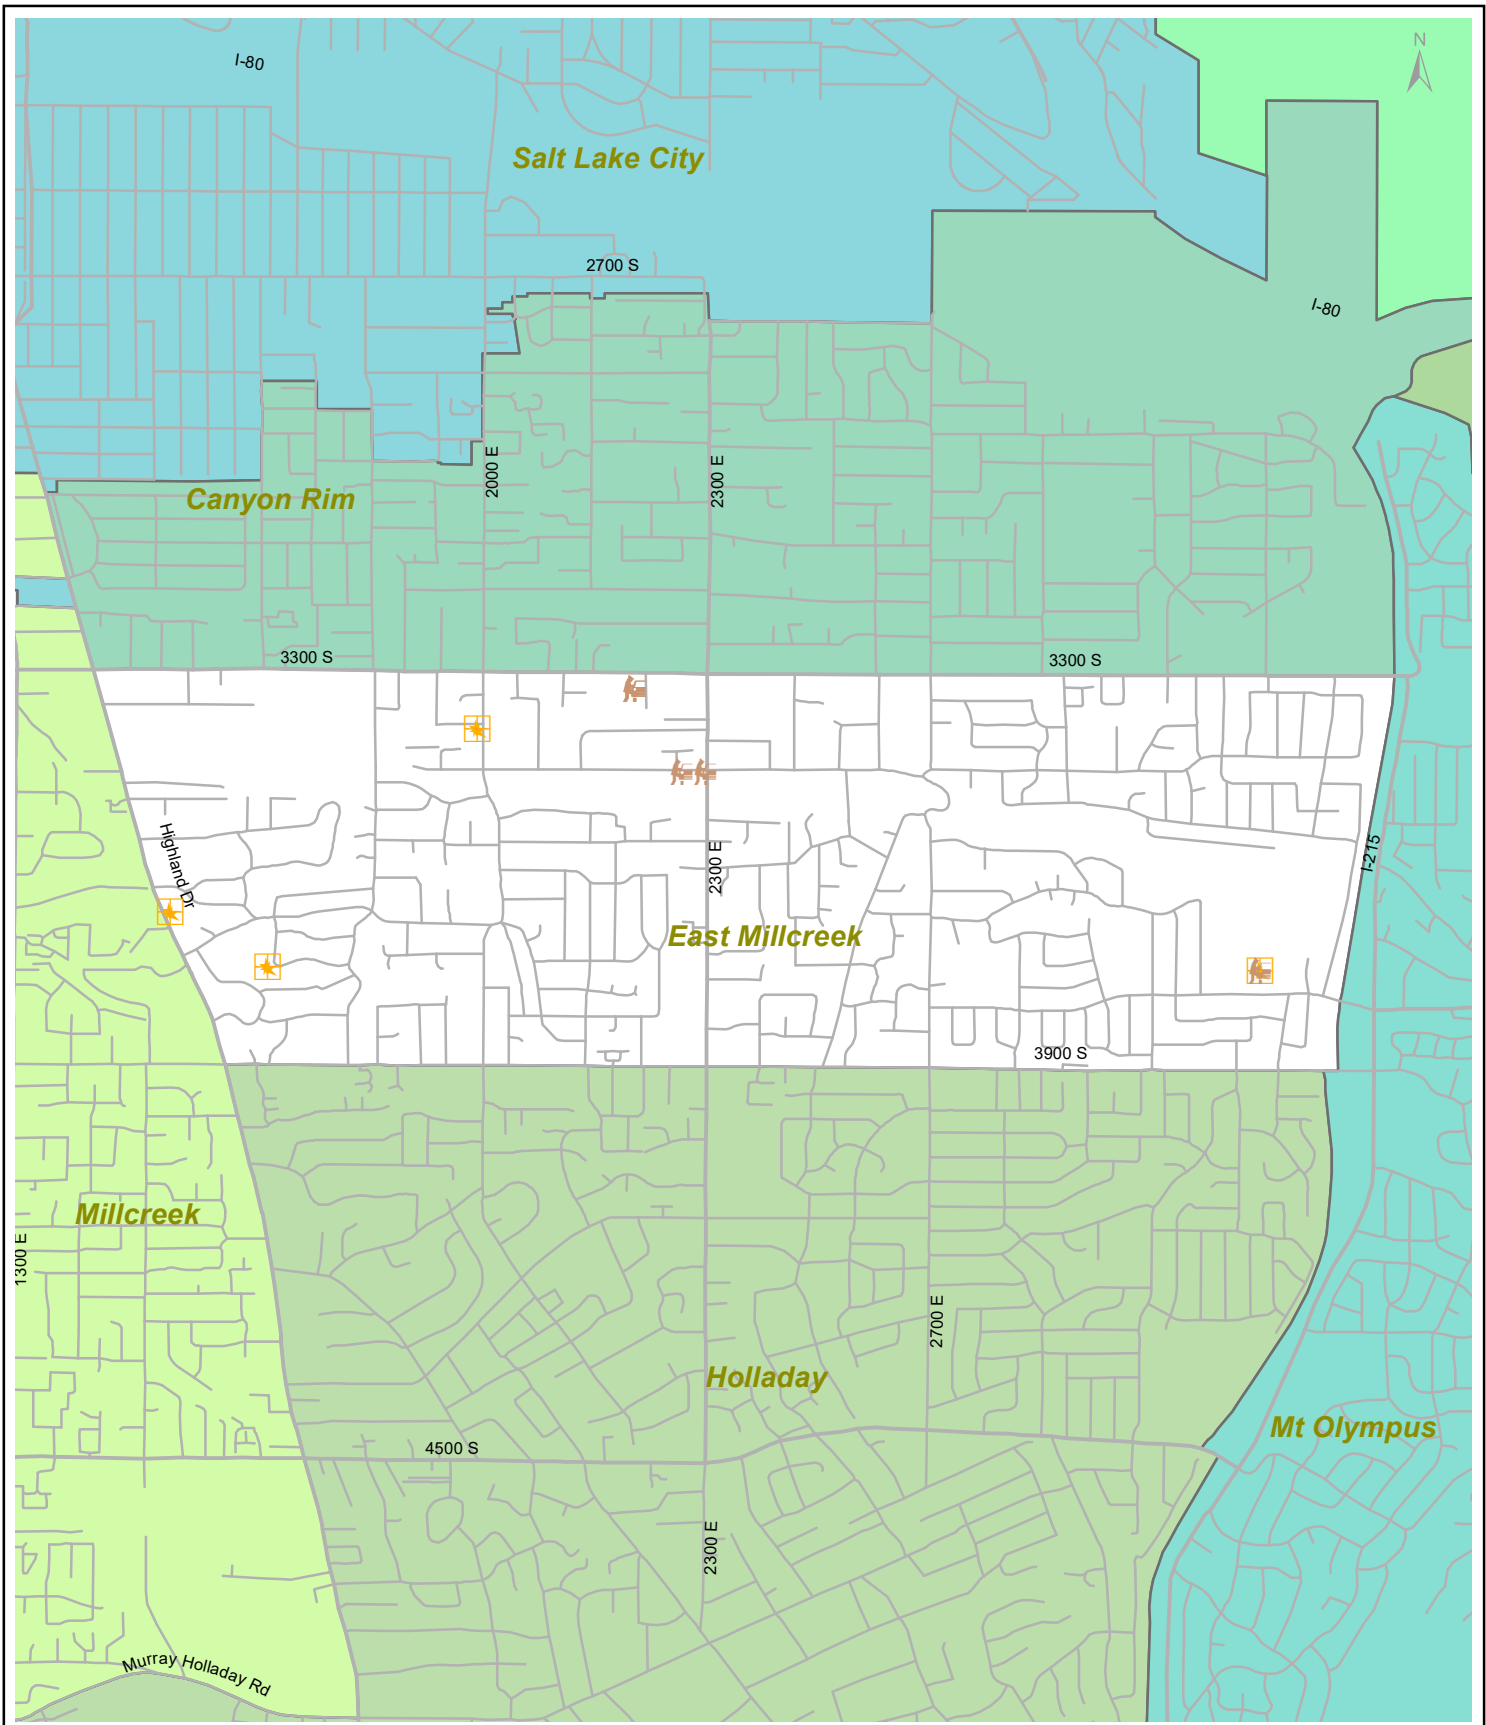 N
I-80
Salt Lake City
2700 S
I-80
2000 E
2300 E
Canyon Rim
3300 S
3300 S
Highland Dr
2300 E
I-215
East Millcreek
3900 S
Millcreek
1300 E
2700 E
Holladay
Mt Olympus
4500 S
2300 E
Murray Holladay Rd